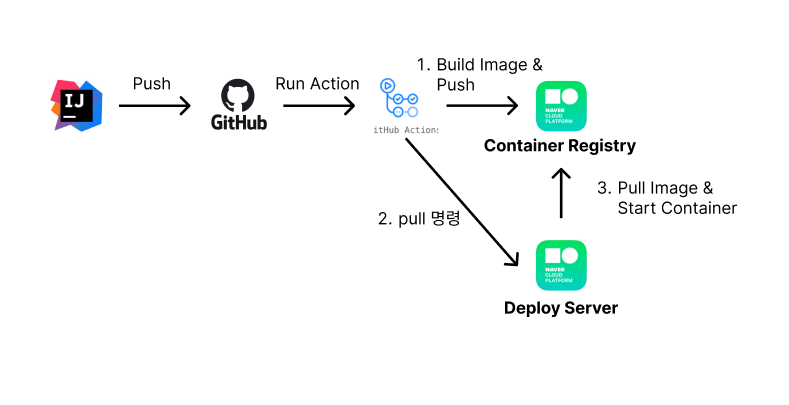 1. Build Image &
Push
Push
Run Action
IJ
GitHub
itHub Actions
NAVER
CLOUD
PLATFORM
Container Registry
2. pull 명령
3. Pull Image &
Start Container
NAVER
CLOUD
PLATFORM
Deploy Server